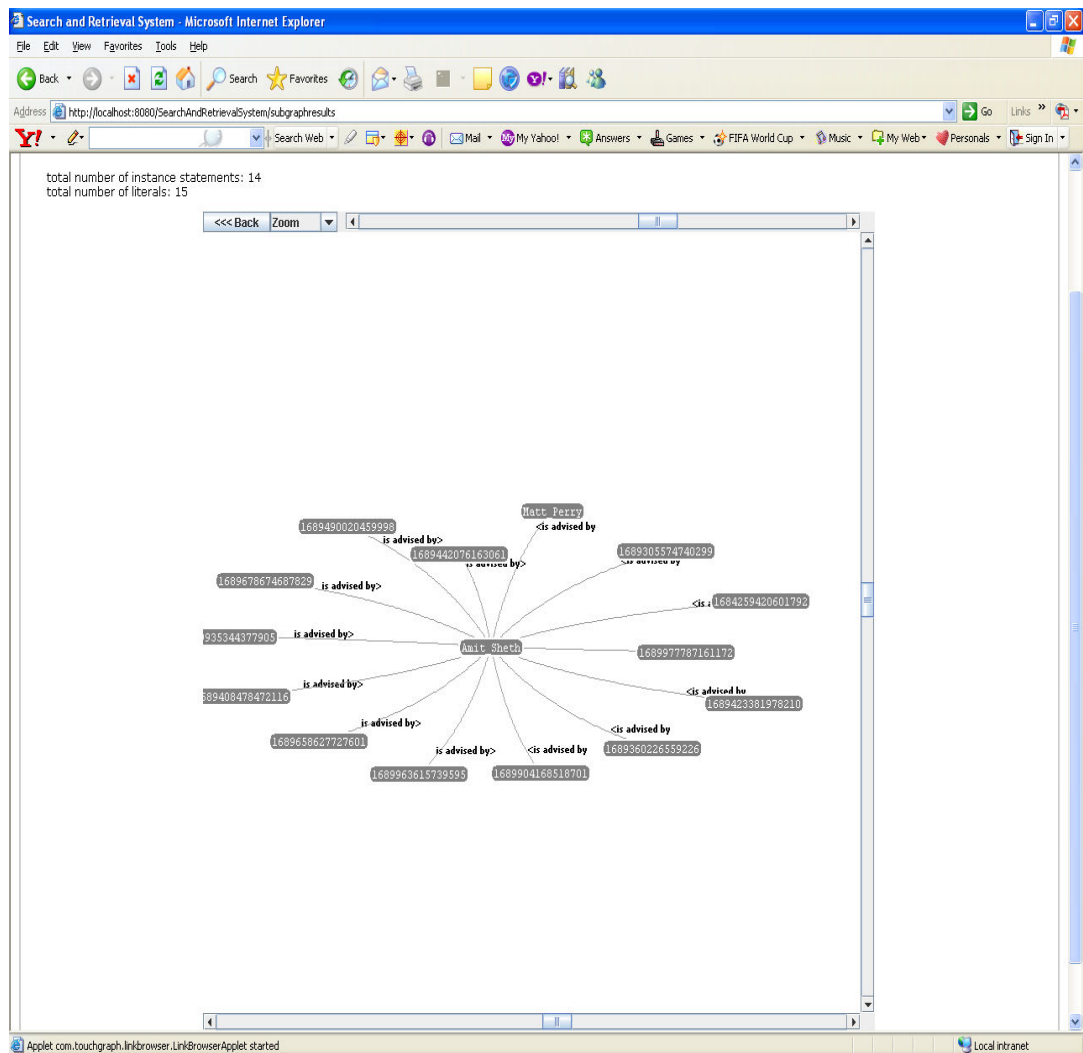 Search and Retrieval System - Microsoft Internet Explorer
File Edit View Favorites Tools Help
Back Search Favorites
Address http://localhost:8080/SearchAndRetrievalSystem/subgraphresults Go Links »
Y! Search Web Mail My Yahoo! Answers Games FIFA World Cup Music My Web Personals Sign In
total number of instance statements: 14
total number of literals: 15
<<< Back Zoom
Matt Perry
1689490020459998 <is advised by
is advised by>
1689442076163061 1689305574740299
is advised by> <is advised by
1689678674687829 is advised by>
<is a 1684259420601792
9935344377905 is advised by>
Amit Sheth 1689977787161172
is advised by> <is advised by
689408478472116 1689423381978210
is advised by> <is advised by
1689658627727601 1689360226559226
is advised by> <is advised by
1689963615739595 1689904168518701
Applet com.touchgraph.linkbrowser.LinkBrowserApplet started Local intranet